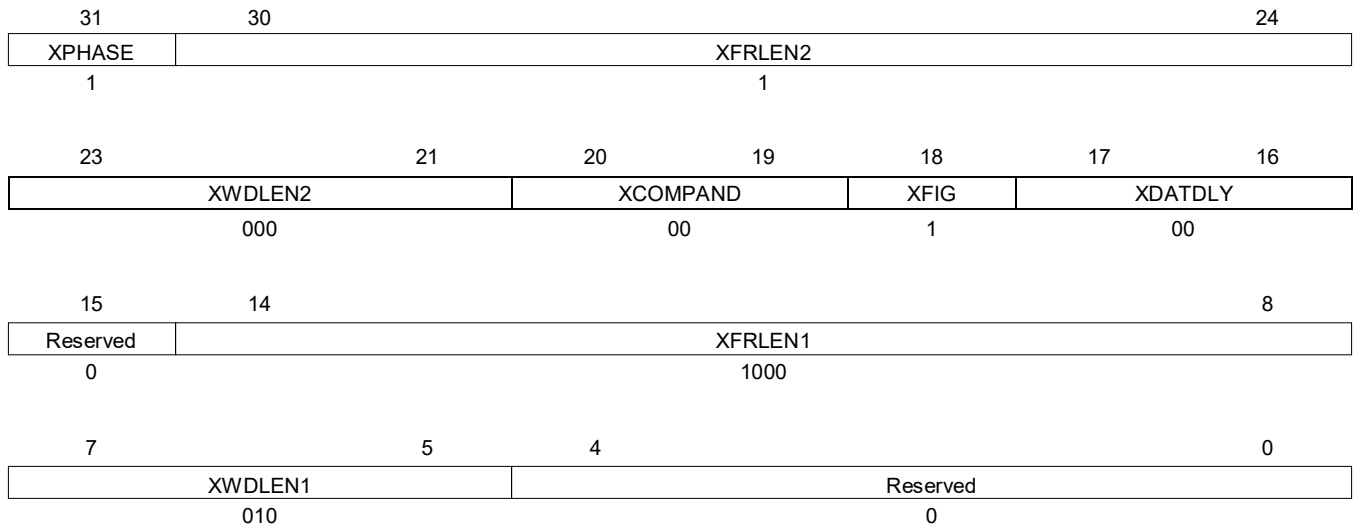 31 30 24
XPHASE XFRLEN2
1 1
23 21 20 19 18 17 16
XWDLEN2 XCOMPAND XFIG XDATDLY
000 00 1 00
15 14 8
Reserved XFRLEN1
0 1000
7 5 4 0
XWDLEN1 Reserved
010 0